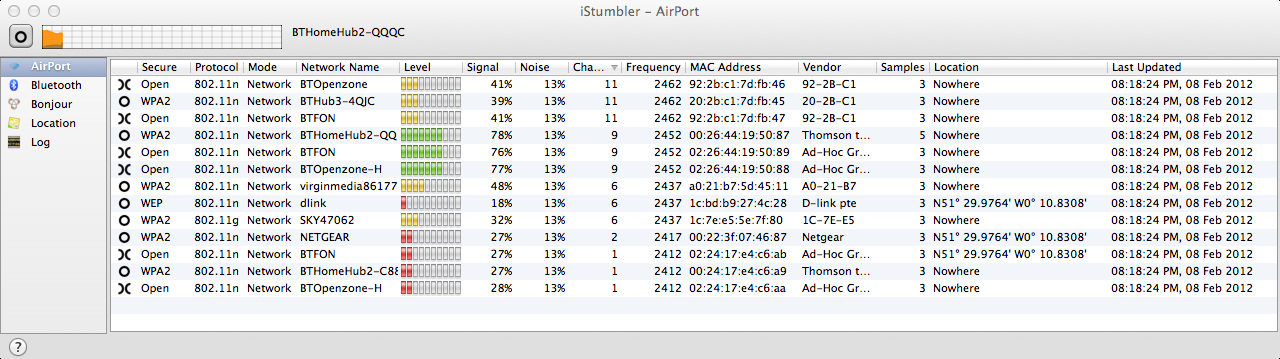 iStumbler – AirPort
BTHomeHub2-QQQC
AirPort
Bluetooth
Bonjour
Location
Log
Secure Protocol Mode Network Name Level Signal Noise Cha... Frequency MAC Address Vendor Samples Location Last Updated
Open 802.11n Network BTOpenzone 41% 13% 11 2462 92:2b:c1:7d:fb:46 92-2B-C1 3 Nowhere 08:18:24 PM, 08 Feb 2012
WPA2 802.11n Network BTHub3-4QJC 39% 13% 11 2462 20:2b:c1:7d:fb:45 20-2B-C1 3 Nowhere 08:18:24 PM, 08 Feb 2012
Open 802.11n Network BTFON 41% 13% 11 2462 92:2b:c1:7d:fb:47 92-2B-C1 3 Nowhere 08:18:24 PM, 08 Feb 2012
WPA2 802.11n Network BTHomeHub2-QQ 78% 13% 9 2452 00:26:44:19:50:87 Thomson t... 5 Nowhere 08:18:24 PM, 08 Feb 2012
Open 802.11n Network BTFON 76% 13% 9 2452 02:26:44:19:50:89 Ad-Hoc Gr... 3 Nowhere 08:18:24 PM, 08 Feb 2012
Open 802.11n Network BTOpenzone-H 77% 13% 9 2452 02:26:44:19:50:88 Ad-Hoc Gr... 3 Nowhere 08:18:24 PM, 08 Feb 2012
WPA2 802.11n Network virginmedia86177 48% 13% 6 2437 a0:21:b7:5d:45:11 A0-21-B7 3 Nowhere 08:18:24 PM, 08 Feb 2012
WEP 802.11n Network dlink 18% 13% 6 2437 1c:bd:b9:27:4c:28 D-link pte 3 N51° 29.9764' W0° 10.8308' 08:18:24 PM, 08 Feb 2012
WPA2 802.11g Network SKY47062 32% 13% 6 2437 1c:7e:e5:5e:7f:80 1C-7E-E5 3 Nowhere 08:18:24 PM, 08 Feb 2012
WPA2 802.11n Network NETGEAR 27% 13% 2 2417 00:22:3f:07:46:87 Netgear 3 N51° 29.9764' W0° 10.8308' 08:18:24 PM, 08 Feb 2012
Open 802.11n Network BTFON 27% 13% 1 2412 02:24:17:e4:c6:ab Ad-Hoc Gr... 3 N51° 29.9764' W0° 10.8308' 08:18:24 PM, 08 Feb 2012
WPA2 802.11n Network BTHomeHub2-C88 27% 13% 1 2412 00:24:17:e4:c6:a9 Thomson t... 3 Nowhere 08:18:24 PM, 08 Feb 2012
Open 802.11n Network BTOpenzone-H 28% 13% 1 2412 02:24:17:e4:c6:aa Ad-Hoc Gr... 3 Nowhere 08:18:24 PM, 08 Feb 2012
?